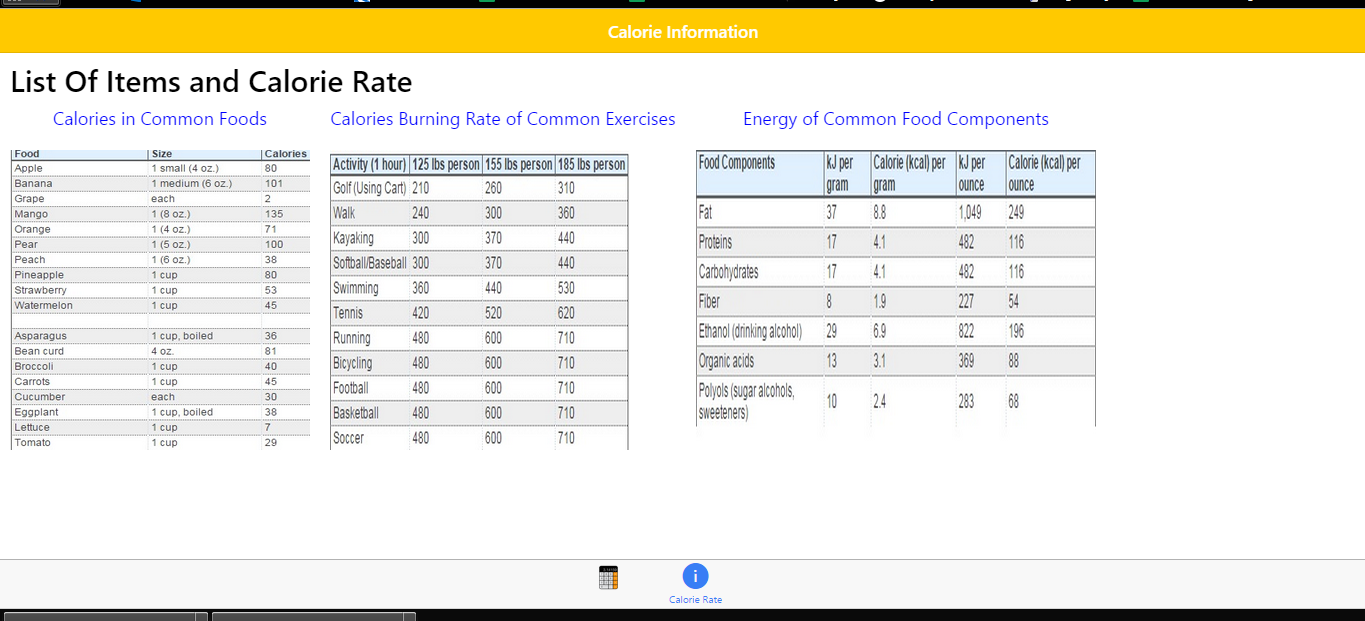 Calorie Information
List Of Items and Calorie Rate
Calories in Common Foods
Food Size Calories
Apple 1 small (4 oz.) 80
Banana 1 medium (6 oz.) 101
Grape each 2
Mango 1 (8 oz.) 135
Orange 1 (4 oz.) 71
Pear 1 (5 oz.) 100
Peach 1 (6 oz.) 38
Pineapple 1 cup 80
Strawberry 1 cup 53
Watermelon 1 cup 45
Asparagus 1 cup, boiled 36
Bean curd 4 oz. 81
Broccoli 1 cup 40
Carrots 1 cup 45
Cucumber each 30
Eggplant 1 cup, boiled 38
Lettuce 1 cup 7
Tomato 1 cup 29
Calories Burning Rate of Common Exercises
Activity (1 hour) 125 lbs person 155 lbs person 185 lbs person
Golf (Using Cart) 210 260 310
Walk 240 300 360
Kayaking 300 370 440
Softball/Baseball 300 370 440
Swimming 360 440 530
Tennis 420 520 620
Running 480 600 710
Bicycling 480 600 710
Football 480 600 710
Basketball 480 600 710
Soccer 480 600 710
Energy of Common Food Components
Food Components kJ per Calorie (kcal) per kJ per Calorie (kcal) per
gram gram ounce ounce
Fat 37 8.8 1,049 249
Proteins 17 4.1 482 116
Carbohydrates 17 4.1 482 116
Fiber 8 1.9 227 54
Ethanol (drinking alcohol) 29 6.9 822 196
Organic acids 13 3.1 369 88
Polyols (sugar alcohols,
sweeteners) 10 2.4 283 68
Calorie Rate